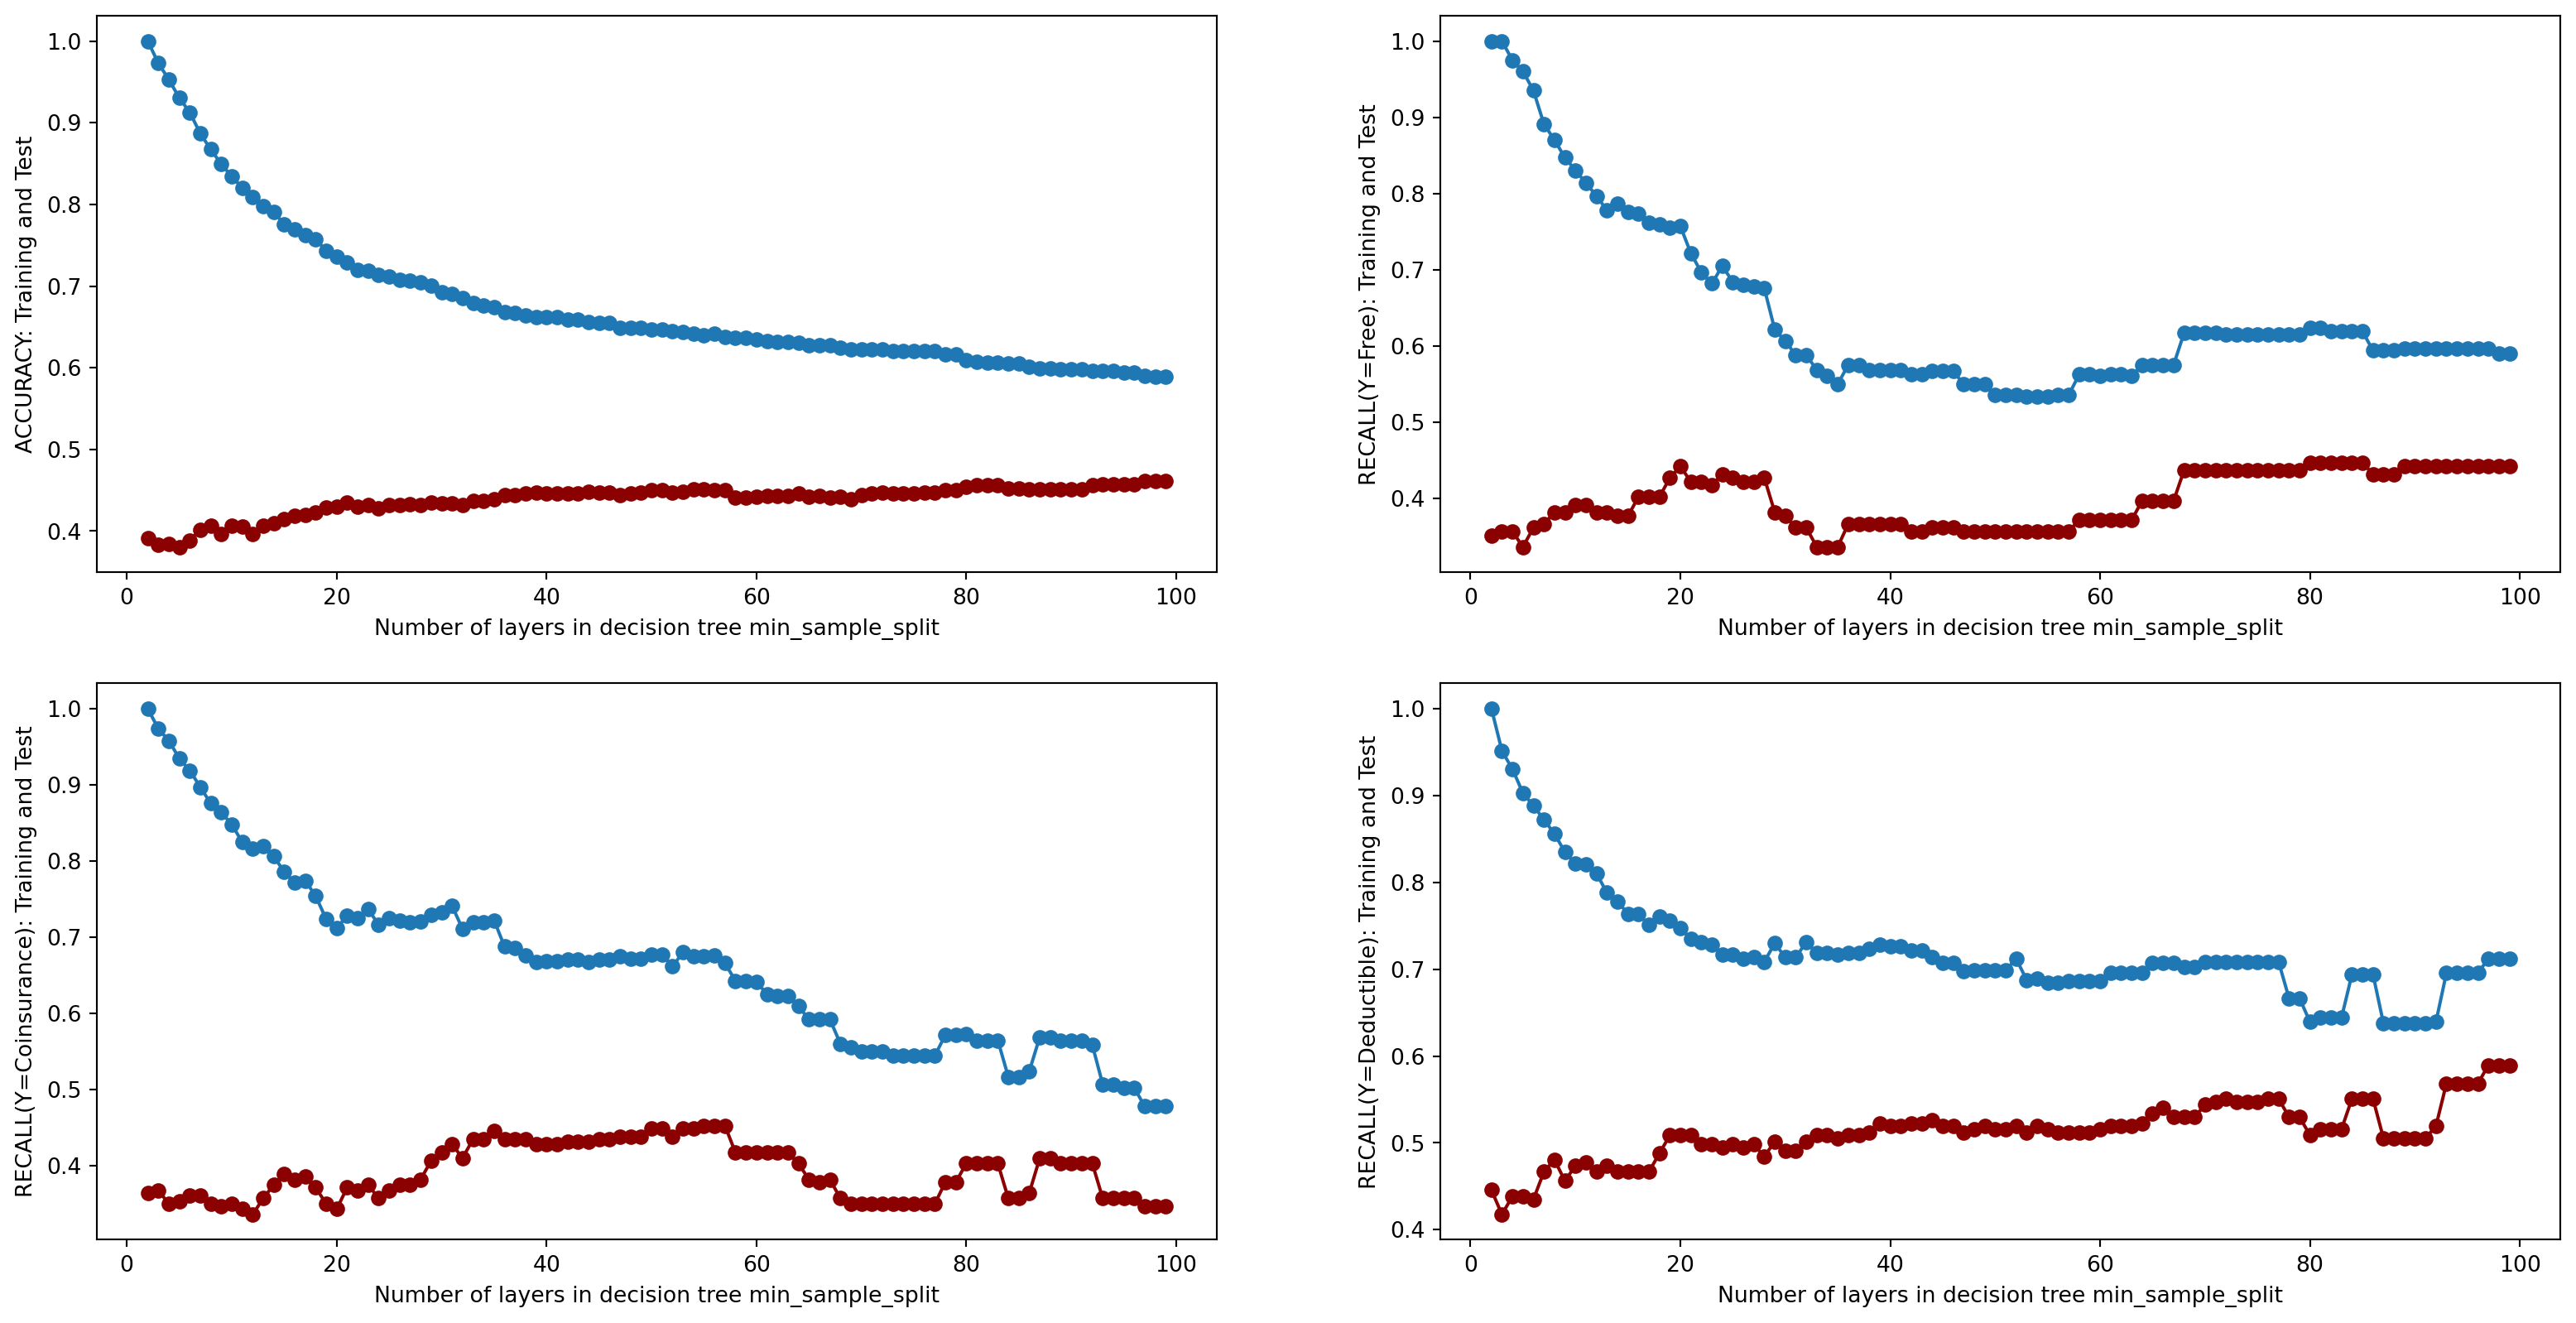 ACCURACY: Training and Test
1.0
0.9
0.8
0.7
0.6
0.5
0.4
0 20 40 60 80 100
Number of layers in decision tree min_sample_split
RECALL(Y=Free): Training and Test
1.0
0.9
0.8
0.7
0.6
0.5
0.4
0 20 40 60 80 100
Number of layers in decision tree min_sample_split
RECALL(Y=Coinsurance): Training and Test
1.0
0.9
0.8
0.7
0.6
0.5
0.4
0 20 40 60 80 100
Number of layers in decision tree min_sample_split
RECALL(Y=Deductible): Training and Test
1.0
0.9
0.8
0.7
0.6
0.5
0.4
0 20 40 60 80 100
Number of layers in decision tree min_sample_split